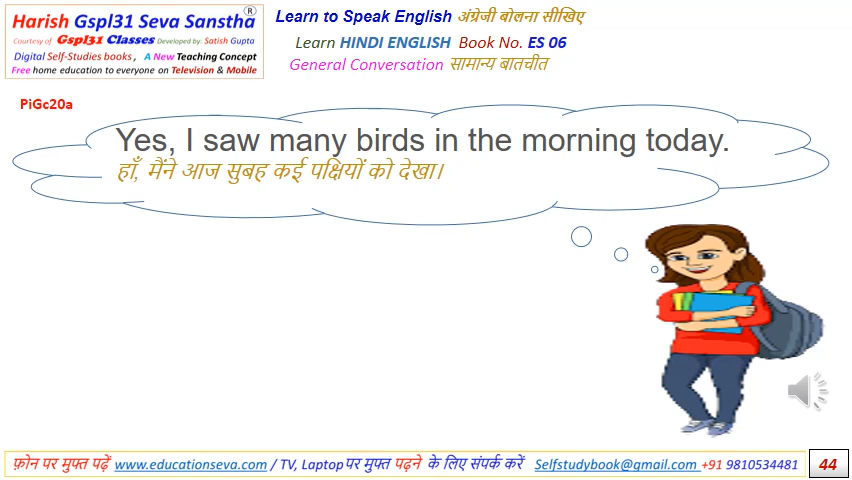 Harish Gspl31 Seva Sanstha ®
Courtesy of Gspl31 Classes Developed by: Satish Gupta
Digital Self-Studies books, A New Teaching Concept
Free home education to everyone on Television & Mobile
Learn to Speak English अंग्रेजी बोलना सीखिए
Learn HINDI ENGLISH Book No. ES 06
General Conversation सामान्य बातचीत
PiGc20a
Yes, I saw many birds in the morning today.
हाँ, मैंने आज सुबह कई पक्षियों को देखा।
फ़ोन पर मुफ्त पढ़ें www.educationseva.com / TV, Laptop पर मुफ्त पढ़ने के लिए संपर्क करें Selfstudybook@gmail.com +91 9810534481
44